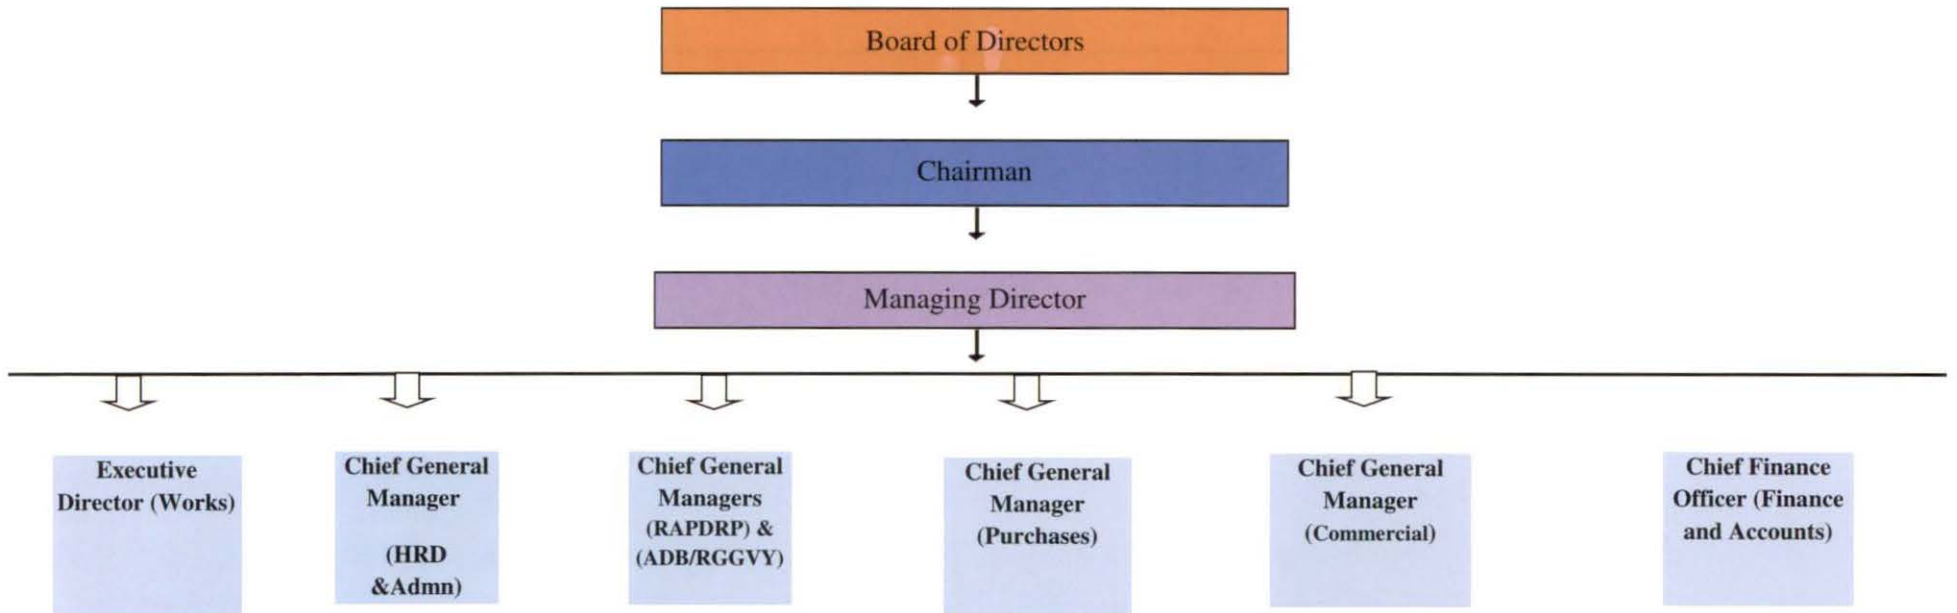 Board of Directors
Chairman
Managing Director
Executive
Director (Works)
Chief General
Manager
(HRD
&Admn)
Chief General
Managers
(RAPDRP) &
(ADB/RGGVY)
Chief General
Manager
(Purchases)
Chief General
Manager
(Commercial)
Chief Finance
Officer (Finance
and Accounts)